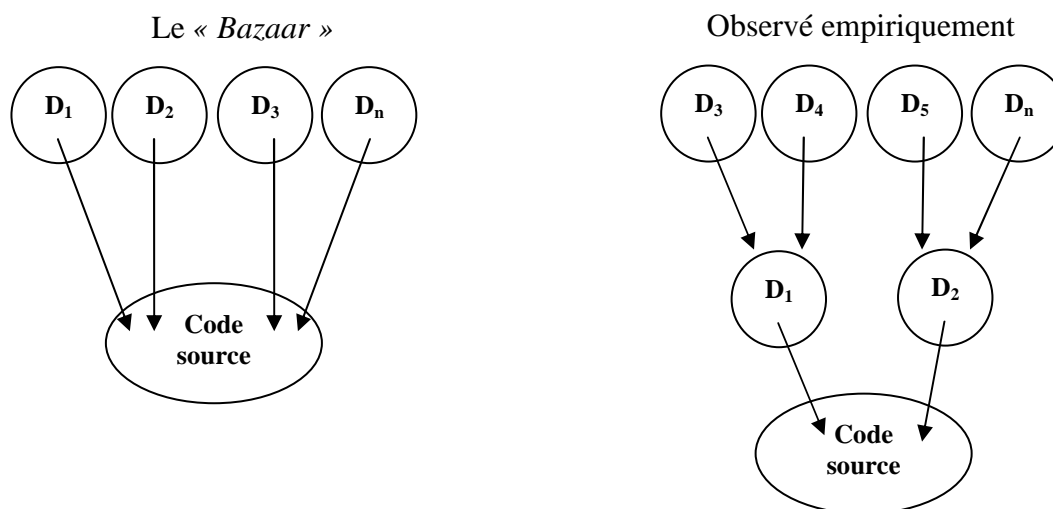 Le « Bazaar »
D₁ D₂ D₃ Dₙ
Code
source
Observé empiriquement
D₃ D₄ D₅ Dₙ
D₁ D₂
Code
source